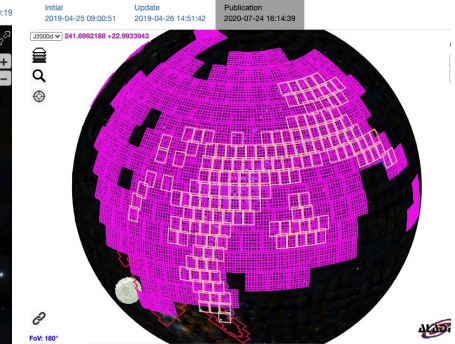 :19
Initial
2019-04-25 09:00:51
Update
2019-04-26 14:51:42
Publication
2020-07-24 16:14:39
J2000d 241.6992188 +22.9933943
FoV: 180°